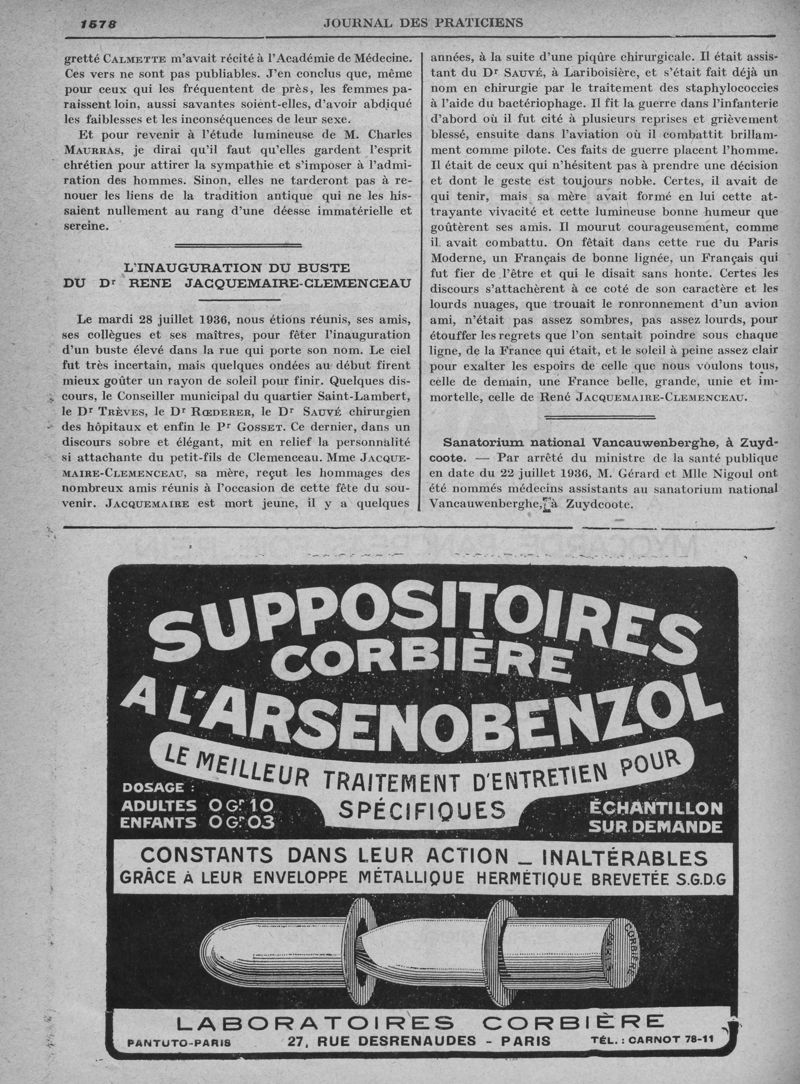 1578
JOURNAL DES PRATICIENS
gretté CALMETTE m'avait récité à l'Académie de Médecine.
Ces vers ne sont pas publiables. J'en conclus que, même
pour ceux qui les fréquentent de près, les femmes pa-
raissent loin, aussi savantes soient-elles, d'avoir abdiqué
les faiblesses et les inconséquences de leur sexe.
Et pour revenir à l'étude lumineuse de M. Charles
MAURRAS, je dirai qu'il faut qu'elles gardent l'esprit
chrétien pour attirer la sympathie et s'imposer à l'admi-
ration des hommes. Sinon, elles ne tarderont pas à re-
nouer les liens de la tradition antique qui ne les his-
saient nullement au rang d'une déesse immatérielle et
sereine.
L'INAUGURATION DU BUSTE
DU Dr RENE JACQUEMAIRE-CLEMENCEAU
Le mardi 28 juillet 1936, nous étions réunis, ses amis,
ses collègues et ses maîtres, pour fêter l'inauguration
d'un buste élevé dans la rue qui porte son nom. Le ciel
fut très incertain, mais quelques ondées au début firent
mieux goûter un rayon de soleil pour finir. Quelques dis-
cours, le Conseiller municipal du quartier Saint-Lambert,
le Dr TRÈVES, le Dr RŒDERER, le Dr SAUVÉ chirurgien
des hôpitaux et enfin le Pr GOSSET. Ce dernier, dans un
discours sobre et élégant, mit en relief la personnalité
si attachante du petit-fils de Clemenceau. Mme JACQUE-
MAIRE-CLEMENCEAU, sa mère, reçut les hommages des
nombreux amis réunis à l'occasion de cette fête du sou-
venir. JACQUEMAIRE est mort jeune, il y a quelques
années, à la suite d'une piqûre chirurgicale. Il était assis-
tant du Dr SAUVÉ, à Lariboisière, et s'était fait déjà un
nom en chirurgie par le traitement des staphylococcies
à l'aide du bactériophage. Il fit la guerre dans l'infanterie
d'abord où il fut cité à plusieurs reprises et grièvement
blessé, ensuite dans l'aviation où il combattit brillam-
ment comme pilote. Ces faits de guerre placent l'homme.
Il était de ceux qui n'hésitent pas à prendre une décision
et dont le geste est toujours noble. Certes, il avait de
qui tenir, mais sa mère avait formé en lui cette at-
trayante vivacité et cette lumineuse bonne humeur que
goûtèrent ses amis. Il mourut courageusement, comme
il avait combattu. On fêtait dans cette rue du Paris
Moderne, un Français de bonne lignée, un Français qui
fut fier de l'être et qui le disait sans honte. Certes les
discours s'attachèrent à ce coté de son caractère et les
lourds nuages, que trouait le ronronnement d'un avion
ami, n'était pas assez sombres, pas assez lourds, pour
étouffer les regrets que l'on sentait poindre sous chaque
ligne, de la France qui était, et le soleil à peine assez clair
pour exalter les espoirs de celle que nous voulons tous,
celle de demain, une France belle, grande, unie et im-
mortelle, celle de René JACQUEMAIRE-CLEMENCEAU.
Sanatorium national Vancauwenberghe, à Zuyd-
coote. — Par arrêté du ministre de la santé publique
en date du 22 juillet 1936, M. Gérard et Mlle Nigoul ont
été nommés médecins assistants au sanatorium national
Vancauwenberghe, à Zuydcoote.
SUPPOSITOIRES
CORBIÈRE
A L'ARSENOBENZOL
LE MEILLEUR TRAITEMENT D'ENTRETIEN POUR
SPÉCIFIQUES
DOSAGE :
ADULTES 0 Gr 10
ENFANTS 0 Gr 03
ÉCHANTILLON
SUR DEMANDE
CONSTANTS DANS LEUR ACTION _ INALTÉRABLES
GRÂCE A LEUR ENVELOPPE MÉTALLIQUE HERMÉTIQUE BREVETÉE S.G.D.G
CORBIÈRE
PARIS
LABORATOIRES CORBIÈRE
PANTUTO-PARIS
27, RUE DESRENAUDES - PARIS
TÉL. : CARNOT 78-11